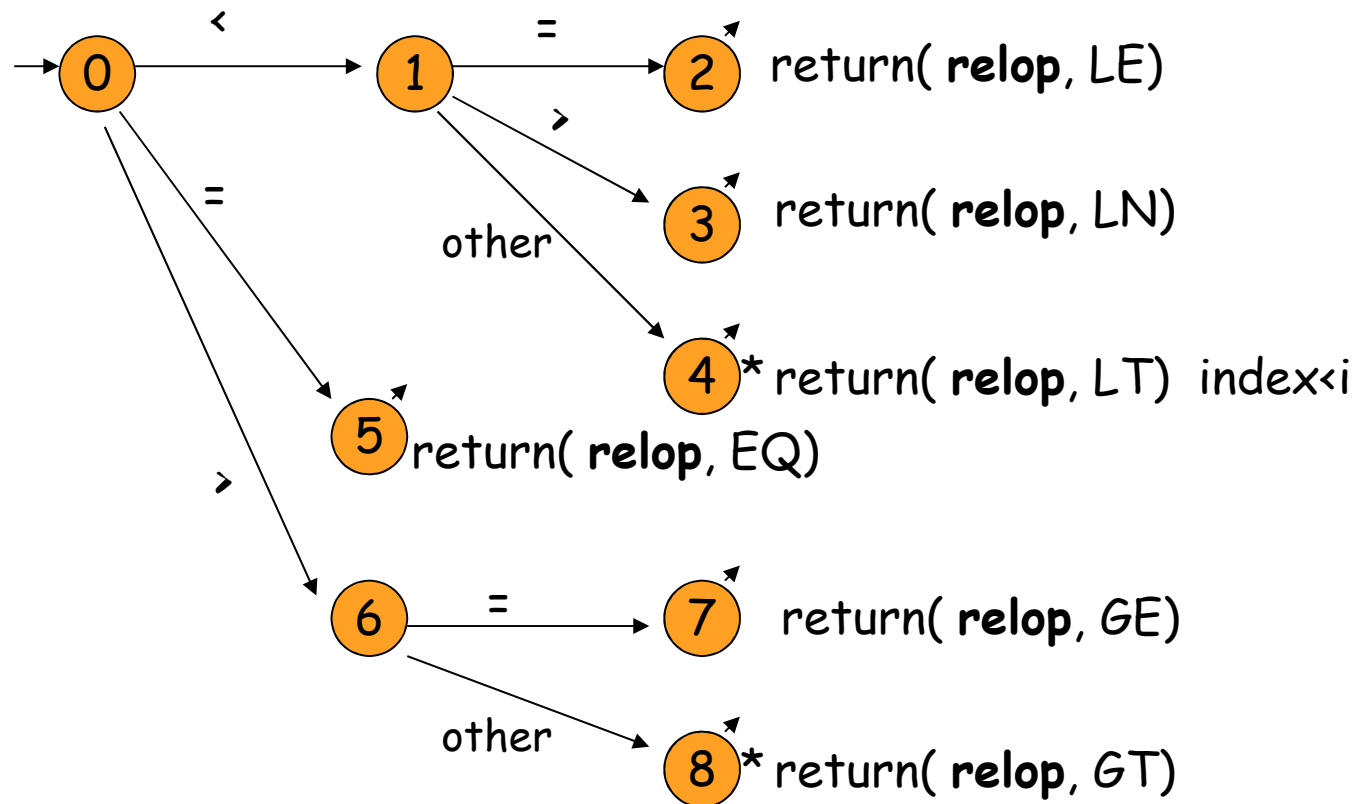 < =
0 1 2 return( relop, LE)
>
= 3 return( relop, LN)
other
4 * return( relop, LT) index<i
5 return( relop, EQ)
>
6 = 7 return( relop, GE)
other
8 * return( relop, GT)